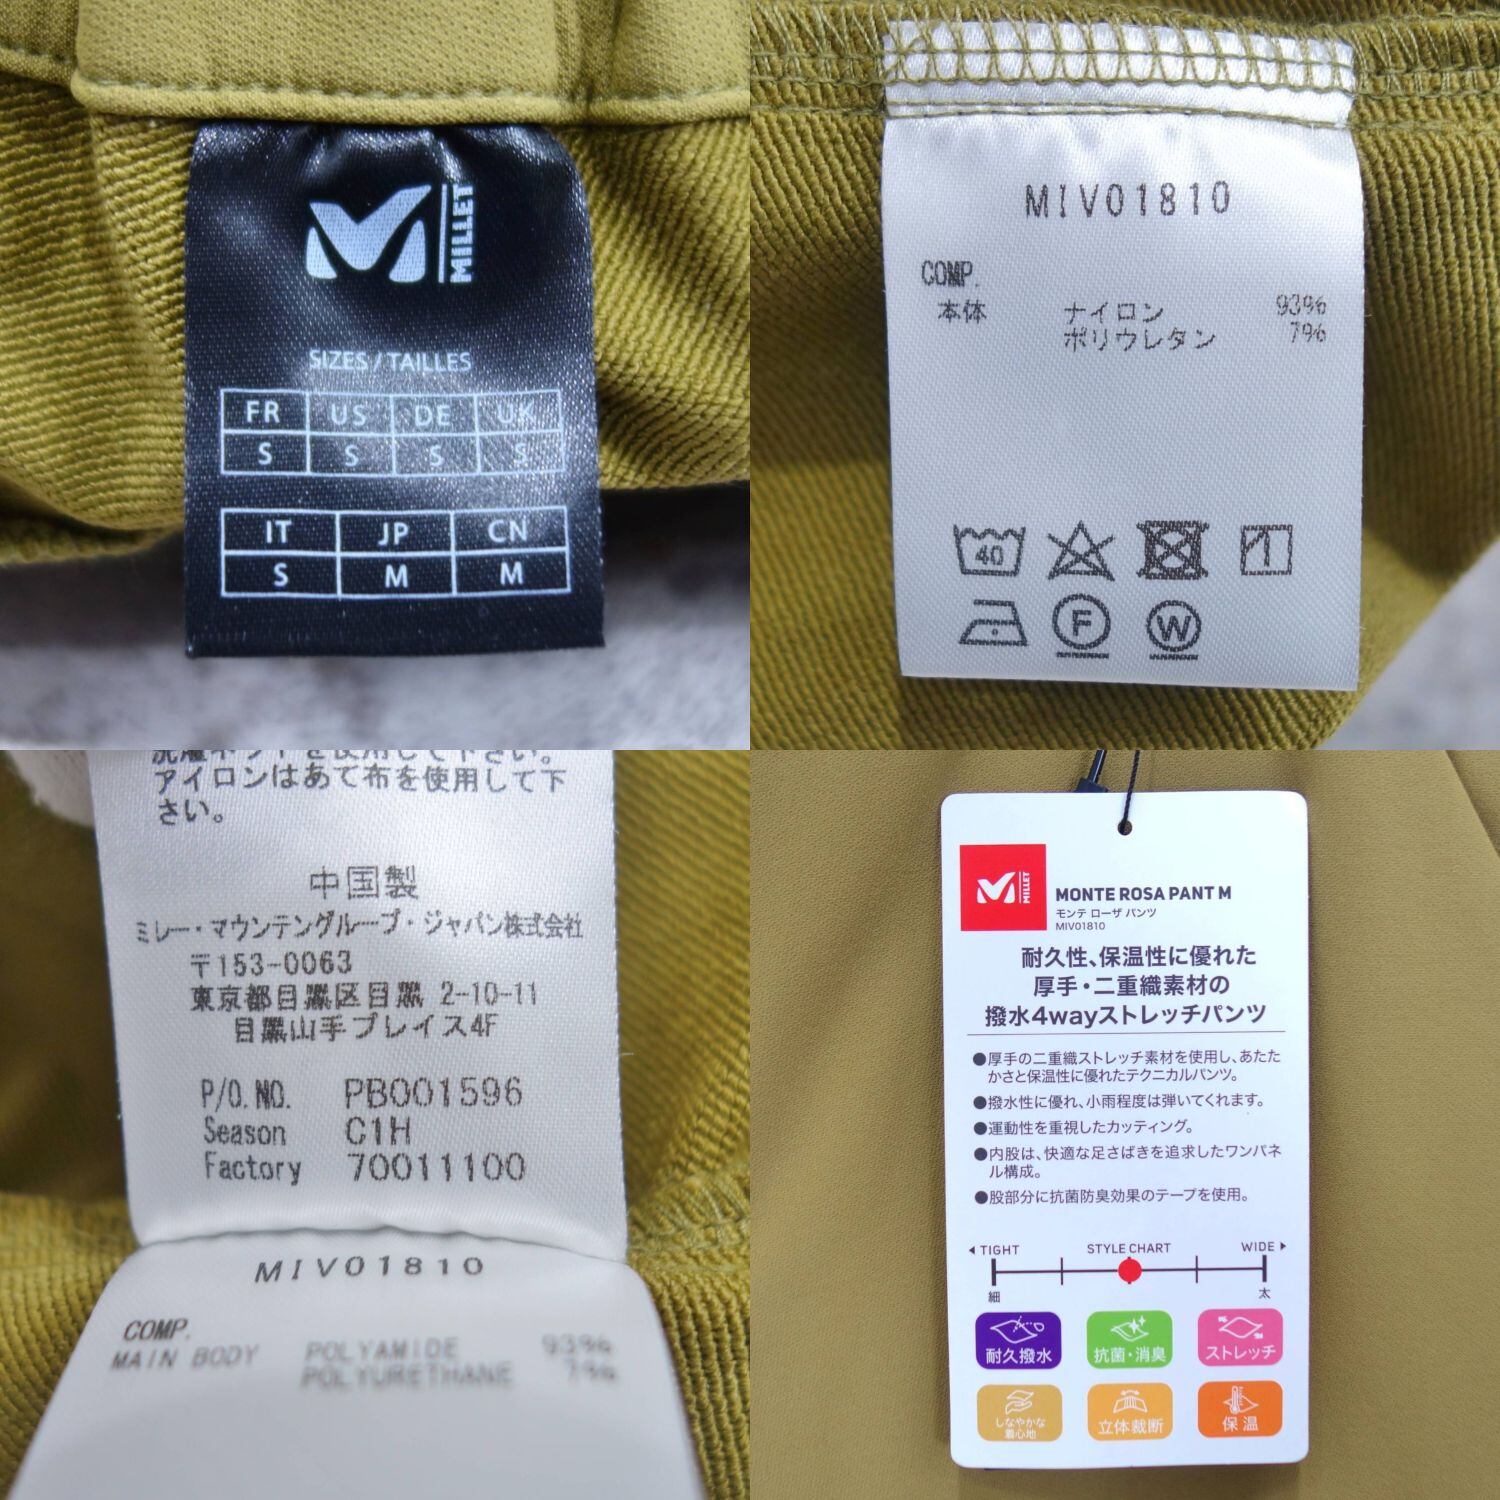 MILLET
SIZES/TAILLES
FR US DE UK
S S S S
IT JP CN
S M M
MIV01810
COMP.
本体 ナイロン 93%
ポリウレタン 7%
40
F W
洗濯ネットを使用して下さい。
アイロンはあて布を使用して下
さい。
中国製
ミレー・マウンテングループ・ジャパン株式会社
〒153-0063
東京都目黒区目黒 2-10-11
目黒山手プレイス4F
P/O.NO. PB001596
Season C1H
Factory 70011100
MIV01810
COMP.
MAIN BODY POLYAMIDE 93%
POLYURETHANE 7%
MILLET
MONTE ROSA PANT M
モンテ ローザ パンツ
MIV01810
耐久性、保温性に優れた
厚手・二重織素材の
撥水4wayストレッチパンツ
●厚手の二重織ストレッチ素材を使用し、あたた
かさと保温性に優れたテクニカルパンツ。
●撥水性に優れ、小雨程度は弾いてくれます。
●運動性を重視したカッティング。
●内股は、快適な足さばきを追求したワンパネ
ル構成。
●股部分に抗菌防臭効果のテープを使用。
TIGHT STYLE CHART WIDE
細 太
耐久撥水 抗菌・消臭 ストレッチ
しなやかな
着心地 立体裁断 保温